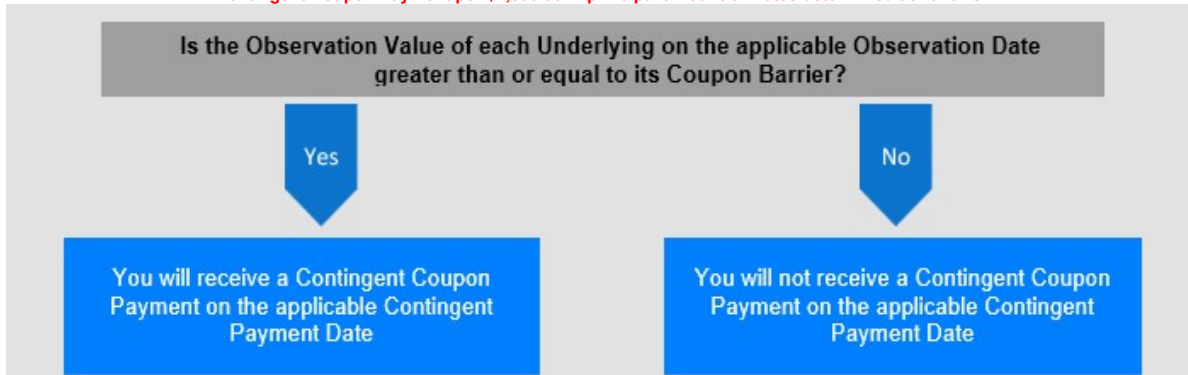 Is the Observation Value of each Underlying on the applicable Observation Date
greater than or equal to its Coupon Barrier?
Yes
No
You will receive a Contingent Coupon
Payment on the applicable Contingent
Payment Date
You will not receive a Contingent Coupon
Payment on the applicable Contingent
Payment Date